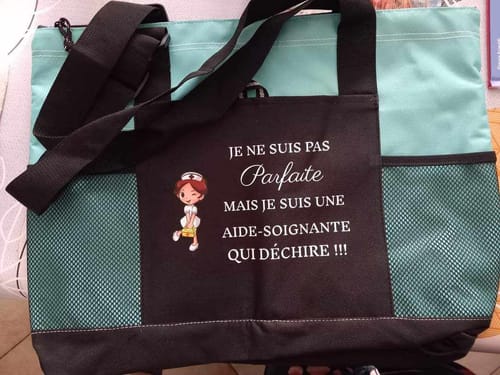 JE NE SUIS PAS
Parfaite
MAIS JE SUIS UNE
AIDE-SOIGNANTE
QUI DÉCHIRE !!!